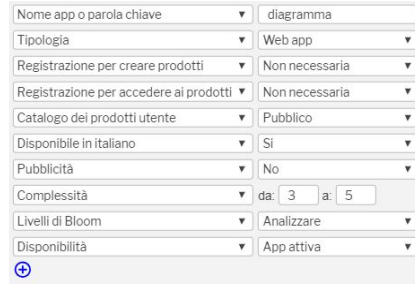 Nome app o parola chiave diagramma
Tipologia Web app
Registrazione per creare prodotti Non necessaria
Registrazione per accedere ai prodotti Non necessaria
Catalogo dei prodotti utente Pubblico
Disponibile in italiano Si
Pubblicità No
Complessità da: 3 a: 5
Livelli di Bloom Analizzare
Disponibilità App attiva